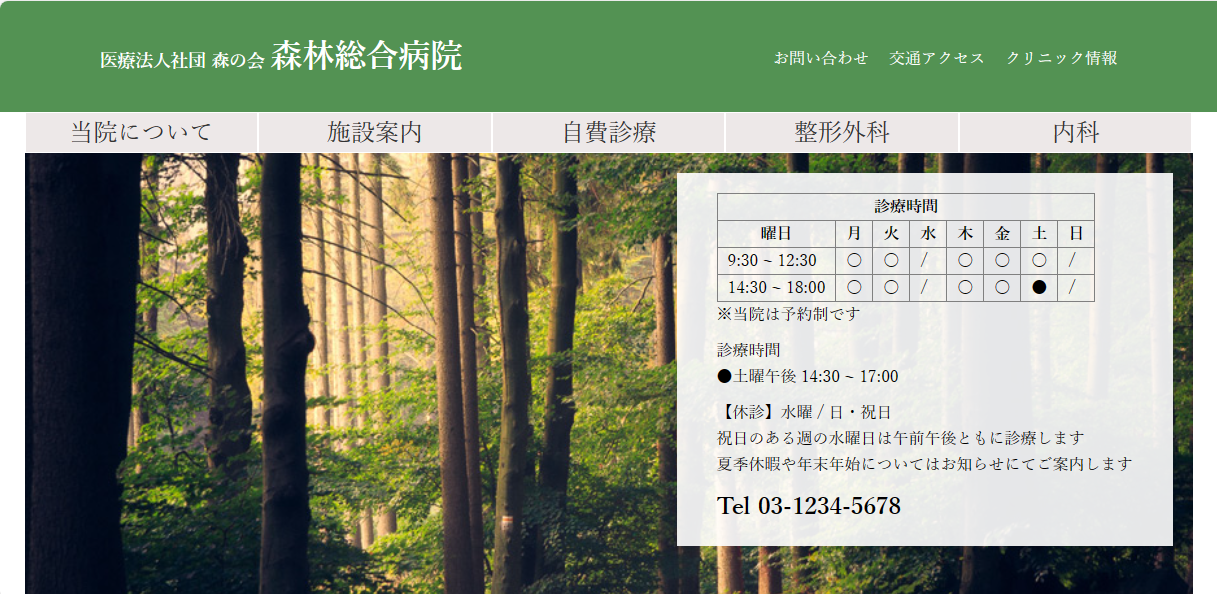 医療法人社団 森の会 森林総合病院
お問い合わせ 交通アクセス クリニック情報
当院について 施設案内 自費診療 整形外科 内科
診療時間
曜日 月 火 水 木 金 土 日
9:30 ~ 12:30 〇 〇 / 〇 〇 〇 /
14:30 ~ 18:00 〇 〇 / 〇 〇 ● /
※当院は予約制です
診療時間
●土曜午後 14:30 ~ 17:00
【休診】水曜 / 日・祝日
祝日のある週の水曜日は午前午後ともに診療します
夏季休暇や年末年始についてはお知らせにてご案内します
Tel 03-1234-5678